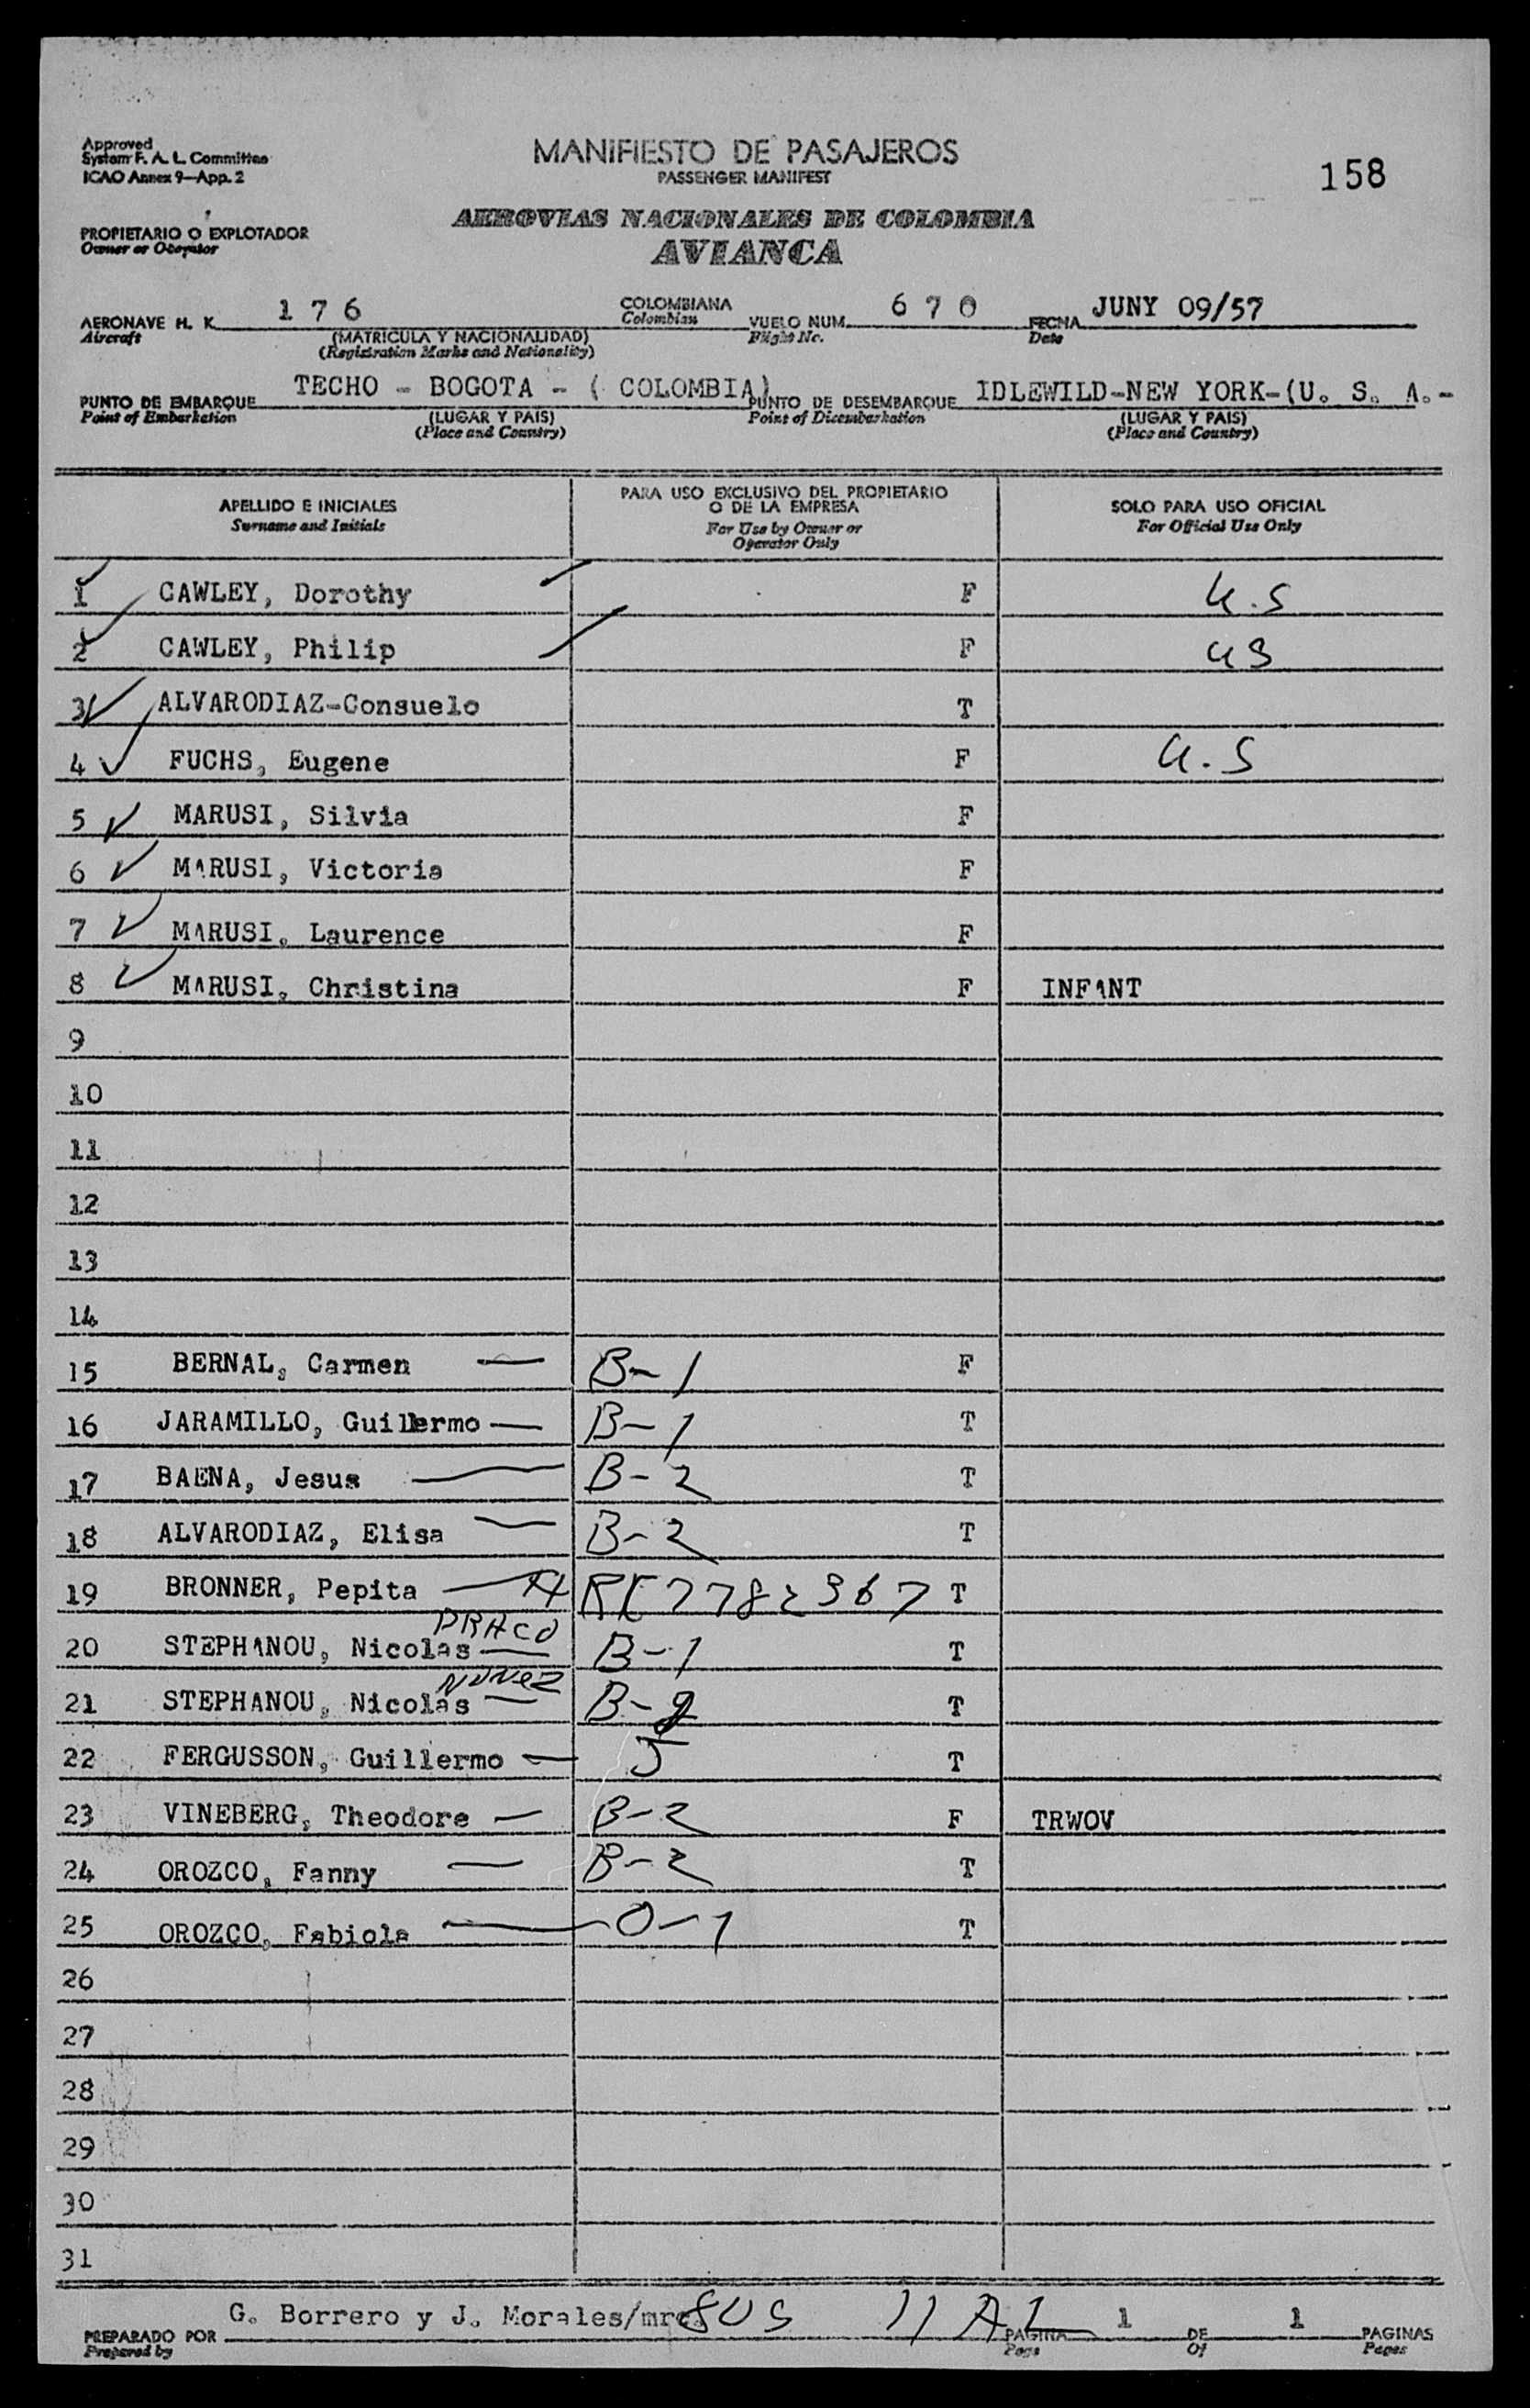 Approved
System F. A. L. Committee
ICAO Annex 9—App. 2
MANIFIESTO DE PASAJEROS
PASSENGER MANIFEST
158
PROPIETARIO O EXPLOTADOR
Owner or Operator
AEROVIAS NACIONALES DE COLOMBIA
AVIANCA
AERONAVE H. K. 176 COLOMBIANA VUELO NUM. 670 FECHA JUNY 09/57
Aircraft (MATRICULA Y NACIONALIDAD) Colombian Flight No. Date
(Registration Marks and Nationality)
PUNTO DE EMBARQUE TECHO - BOGOTA - ( COLOMBIA) PUNTO DE DESEMBARQUE IDLEWILD-NEW YORK-(U. S. A.-
Point of Embarkation (LUGAR Y PAIS) Point of Disembarkation (LUGAR Y PAIS)
(Place and Country) (Place and Country)
APELLIDO E INICIALES
Surname and Initials
PARA USO EXCLUSIVO DEL PROPIETARIO
O DE LA EMPRESA
For Use by Owner or
Operator Only
SOLO PARA USO OFICIAL
For Official Use Only
1 CAWLEY, Dorothy F U.S
2 CAWLEY, Philip F US
3 ALVARODIAZ-Consuelo T
4 FUCHS, Eugene F U.S
5 MARUSI, Silvia F
6 MARUSI, Victoria F
7 MARUSI, Laurence F
8 MARUSI, Christina F INFANT
9
10
11
12
13
14
15 BERNAL, Carmen — B-1 F
16 JARAMILLO, Guillermo — B-1 T
17 BAENA, Jesus — B-2 T
18 ALVARODIAZ, Elisa — B-2 T
19 BRONNER, Pepita — 7782367 T
20 STEPHANOU, Nicolas — B-1 T
NUNEZ
21 STEPHANOU, Nicolas — B-2 T
22 FERGUSSON, Guillermo — J T
23 VINEBERG, Theodore — B-2 F TRWOV
24 OROZCO, Fanny — B-2 T
25 OROZCO, Fabiola — O-1 T
26
27
28
29
30
31
G. Borrero y J. Morales/mrc. 8US 11 AL
PREPARADO POR PAGINA 1 DE 1 PAGINAS
Prepared by Page Of Pages